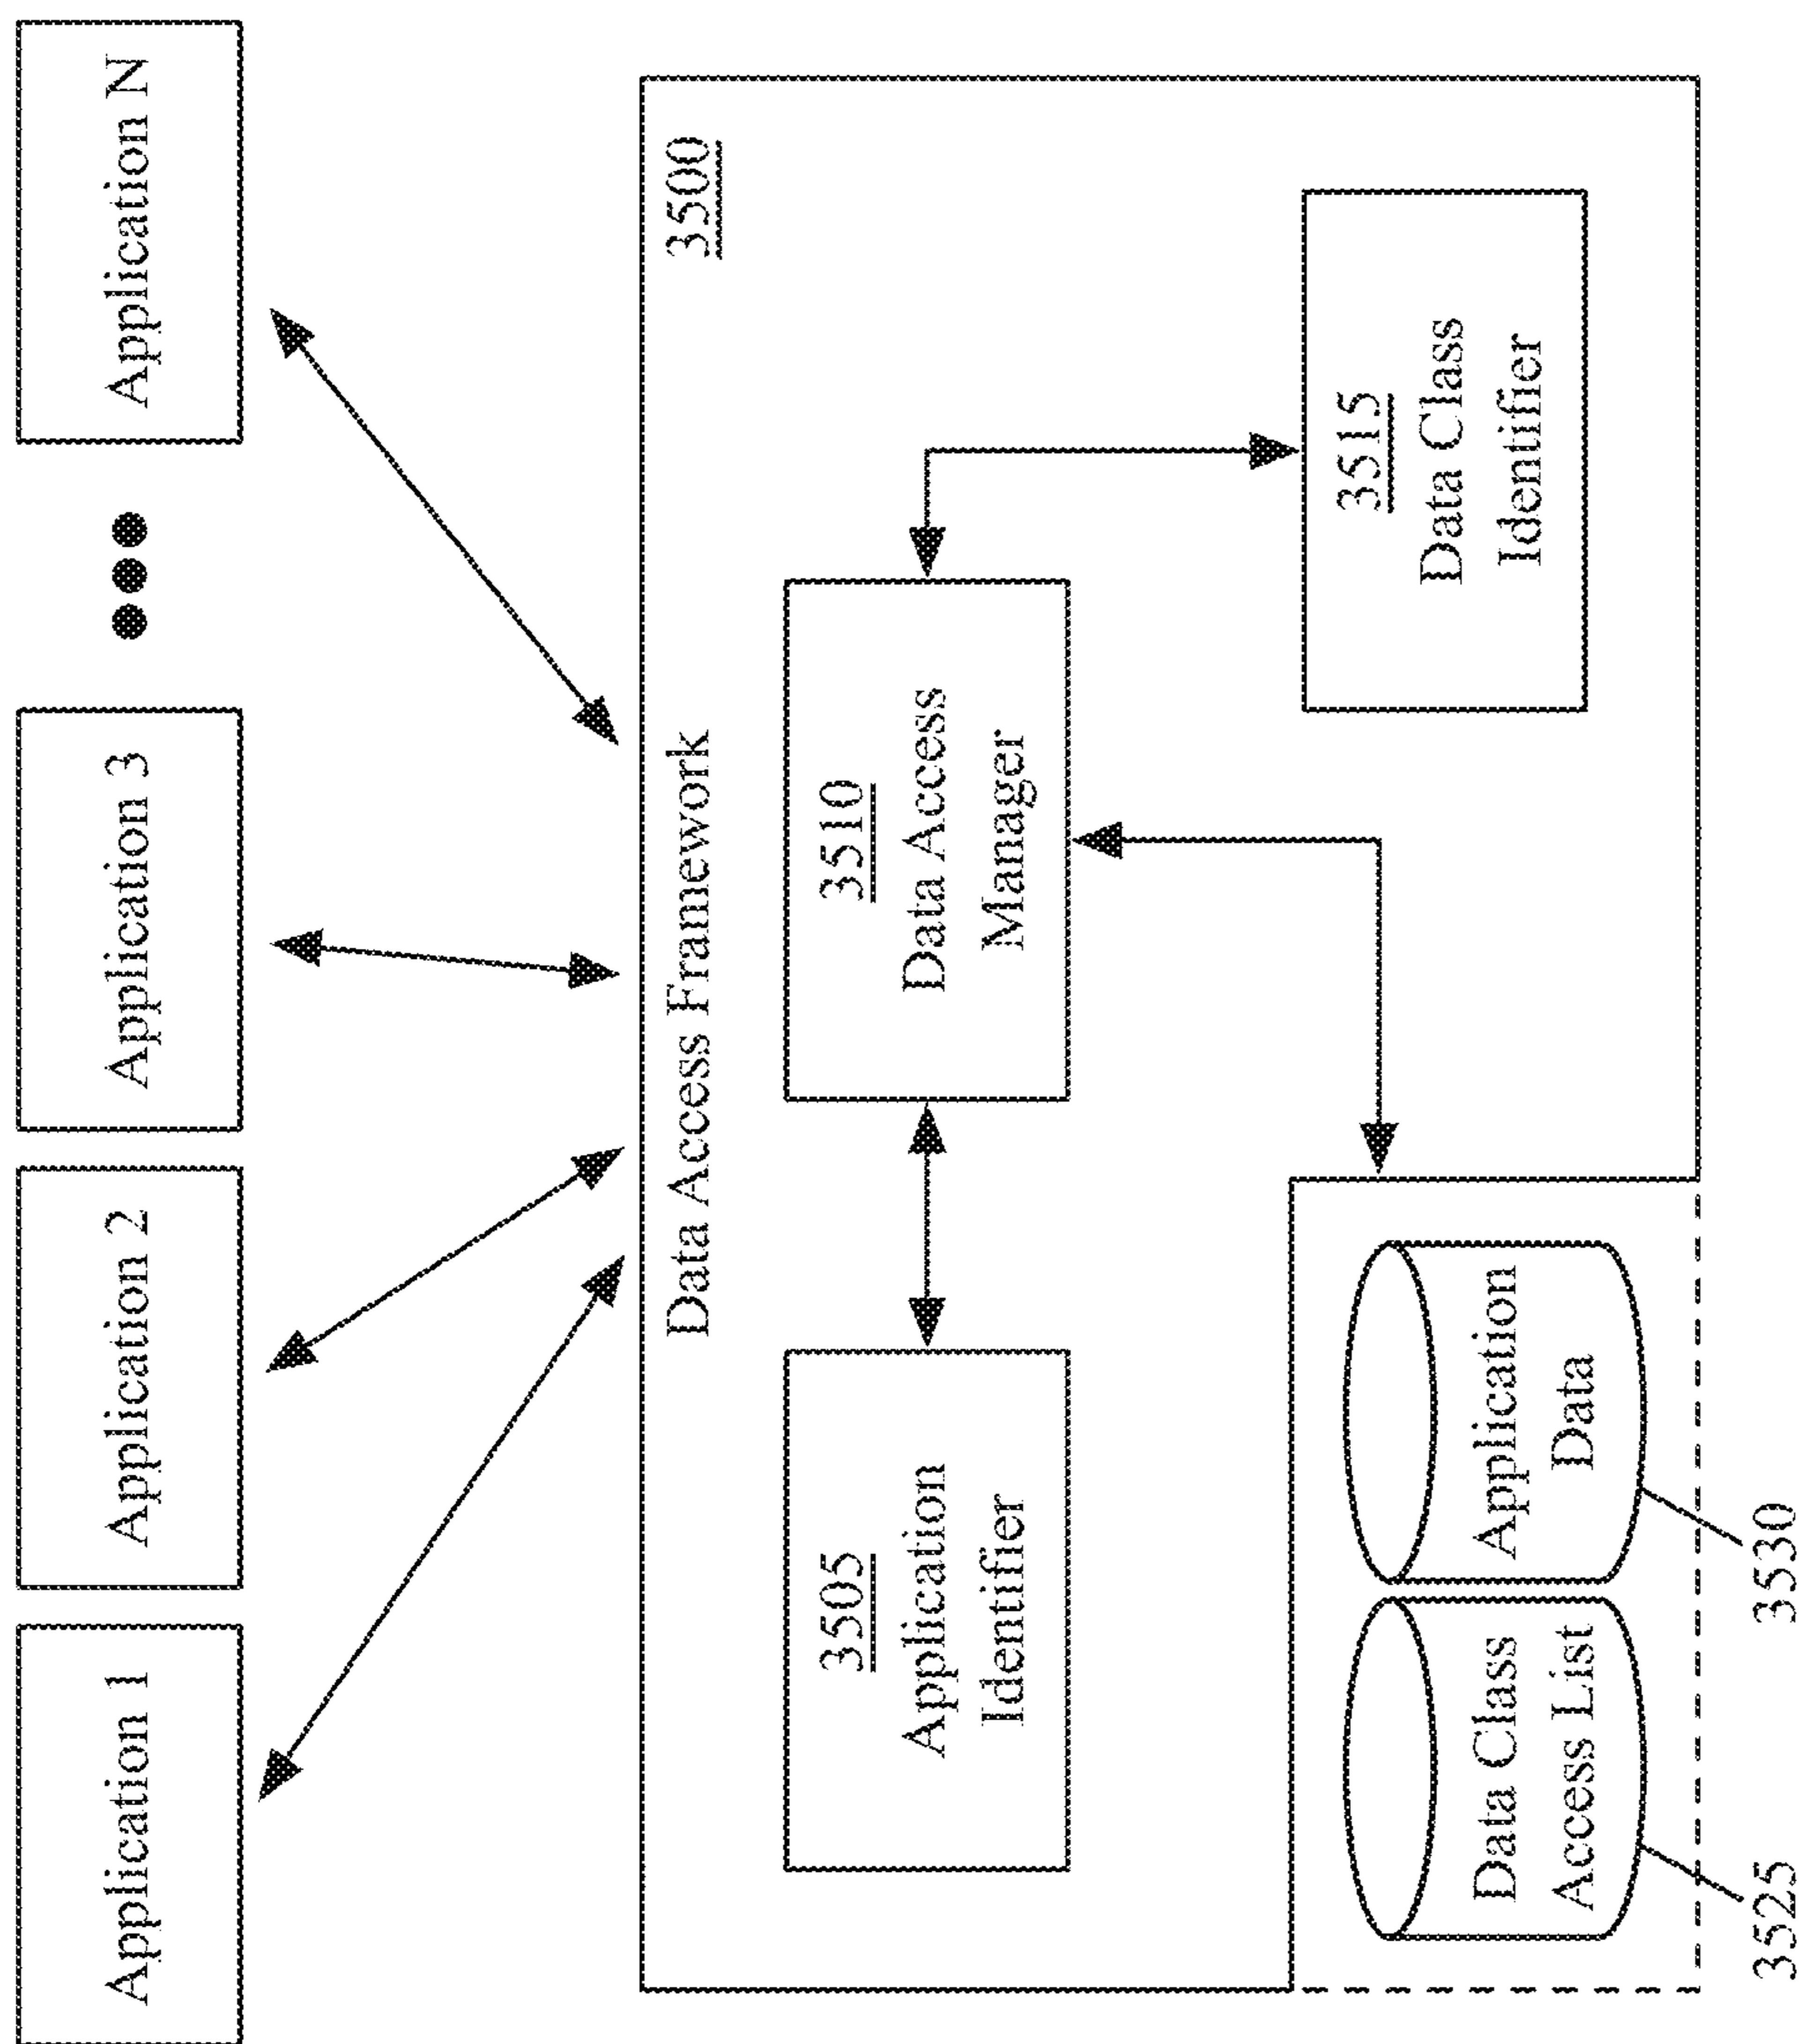 Application 1
Application 2
Application 3
Application N
Data Access Framework
3500
3505
Application
Identifier
3510
Data Access
Manager
3515
Data Class
Identifier
Data Class
Access List
Application
Data
3525
3530